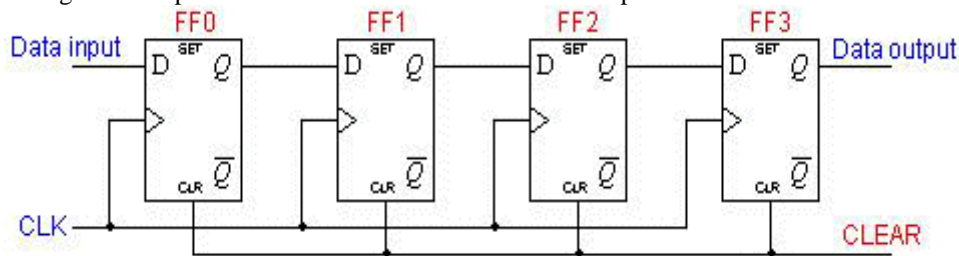 FF0 FF1 FF2 FF3
Data input SET SET SET SET Data output
D Q D Q D Q D Q
Q Q Q Q
CLR CLR CLR CLR
CLK CLEAR